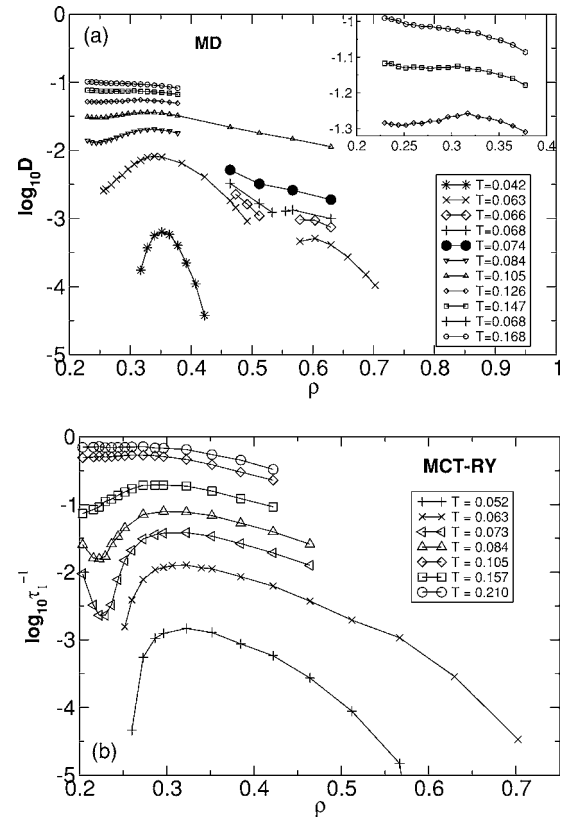 (a)
MD
log10D
0
-1
-2
-3
-4
-5
0.2 0.3 0.4 0.5 0.6 0.7 0.8
ρ
-1
-1.1
-1.2
-1.3
0.2 0.25 0.3 0.35 0.4
T=0.042
T=0.063
T=0.066
T=0.068
T=0.074
T=0.084
T=0.105
T=0.126
T=0.147
T=0.068
T=0.168
MCT-RY
log10 τ1^-1
0
-1
-2
-3
-4
-5
(b)
0.2 0.3 0.4 0.5 0.6 0.7
ρ
T = 0.052
T = 0.063
T = 0.073
T = 0.084
T = 0.105
T = 0.157
T = 0.210